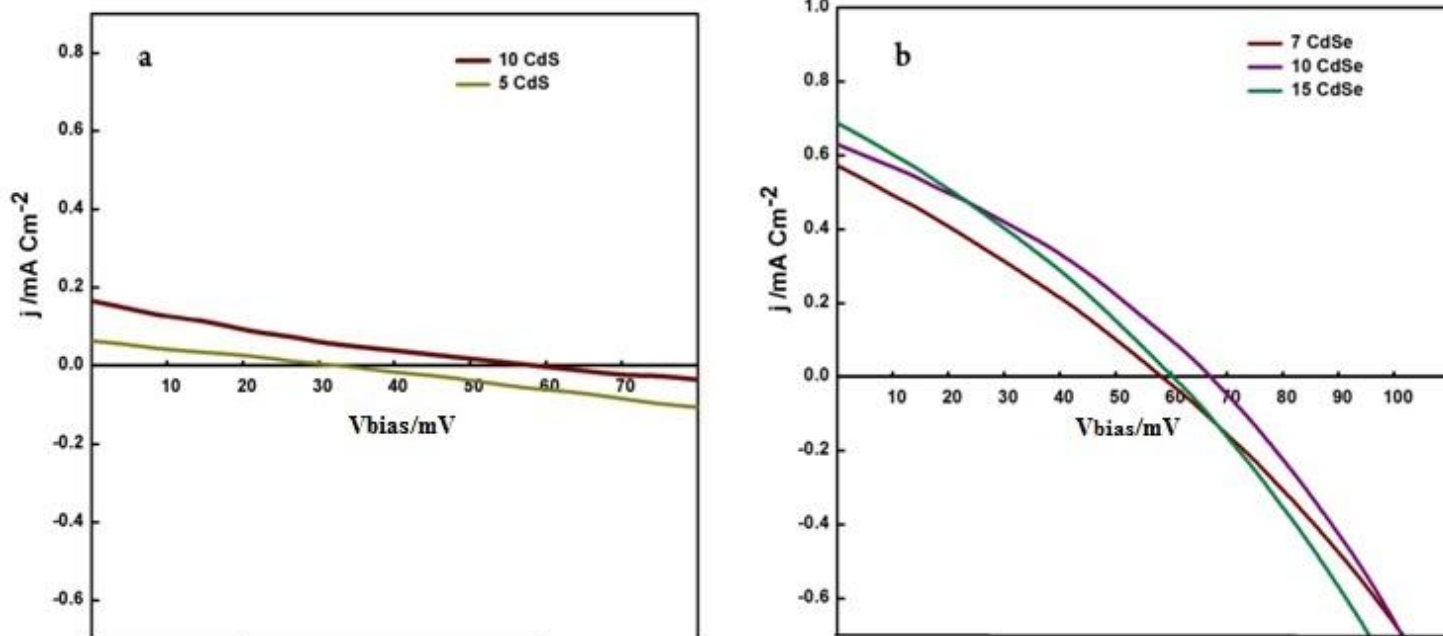 a
10 CdS
5 CdS
0.8
0.6
0.4
0.2
0.0
-0.2
-0.4
-0.6
j /mA Cm-2
10 20 30 40 50 60 70
Vbias/mV
b
7 CdSe
10 CdSe
15 CdSe
1.0
0.8
0.6
0.4
0.2
0.0
-0.2
-0.4
-0.6
j /mA Cm-2
10 20 30 40 50 60 70 80 90 100
Vbias/mV